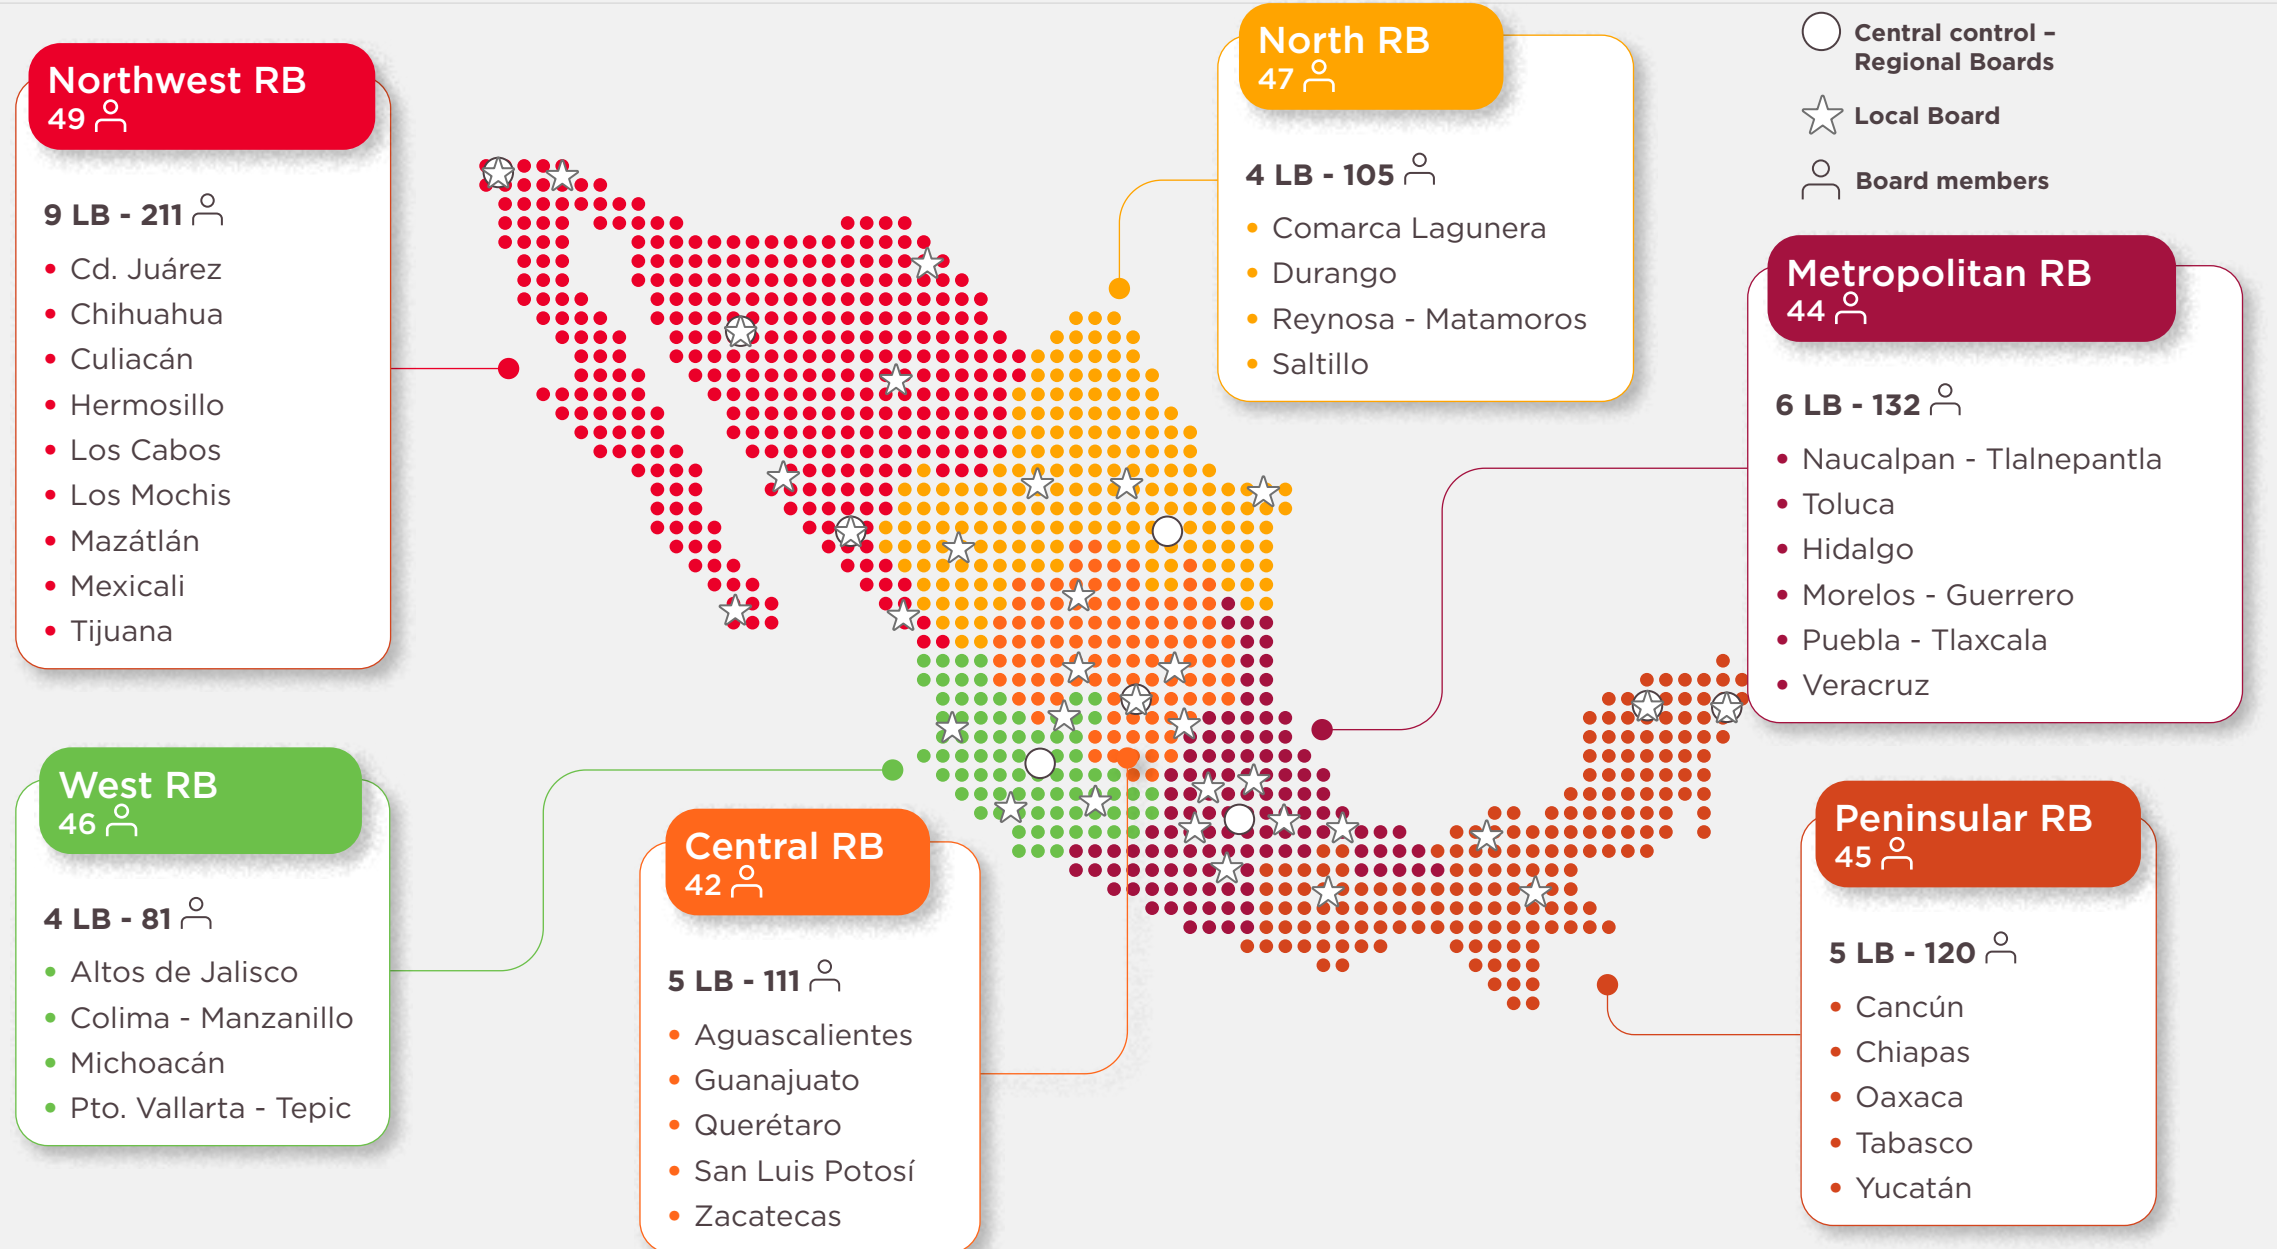 Northwest RB
49
9 LB - 211
• Cd. Juárez
• Chihuahua
• Culiacán
• Hermosillo
• Los Cabos
• Los Mochis
• Mazátlán
• Mexicali
• Tijuana
North RB
47
4 LB - 105
• Comarca Lagunera
• Durango
• Reynosa - Matamoros
• Saltillo
Central control –
Regional Boards
Local Board
Board members
Metropolitan RB
44
6 LB - 132
• Naucalpan - Tlalnepantla
• Toluca
• Hidalgo
• Morelos - Guerrero
• Puebla - Tlaxcala
• Veracruz
West RB
46
4 LB - 81
• Altos de Jalisco
• Colima - Manzanillo
• Michoacán
• Pto. Vallarta - Tepic
Central RB
42
5 LB - 111
• Aguascalientes
• Guanajuato
• Querétaro
• San Luis Potosí
• Zacatecas
Peninsular RB
45
5 LB - 120
• Cancún
• Chiapas
• Oaxaca
• Tabasco
• Yucatán